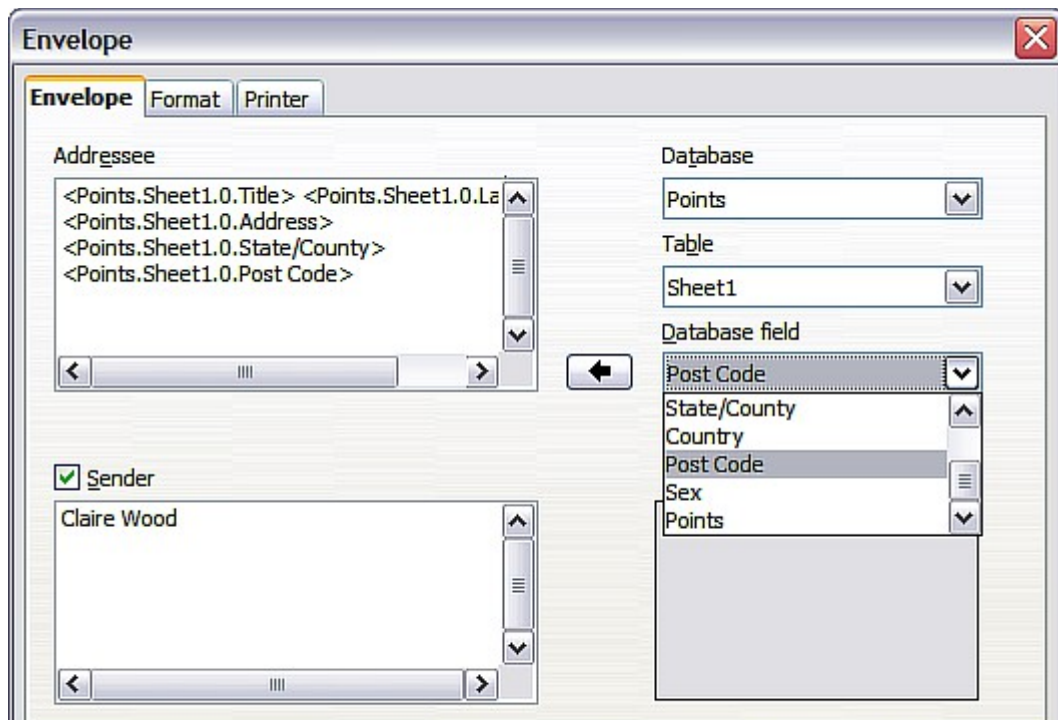 Envelope
Envelope Format Printer
Addressee
<Points.Sheet1.0.Title> <Points.Sheet1.0.La
<Points.Sheet1.0.Address>
<Points.Sheet1.0.State/County>
<Points.Sheet1.0.Post Code>
Database
Points
Table
Sheet1
Database field
Post Code
State/County
Country
Post Code
Sex
Points
Sender
Claire Wood